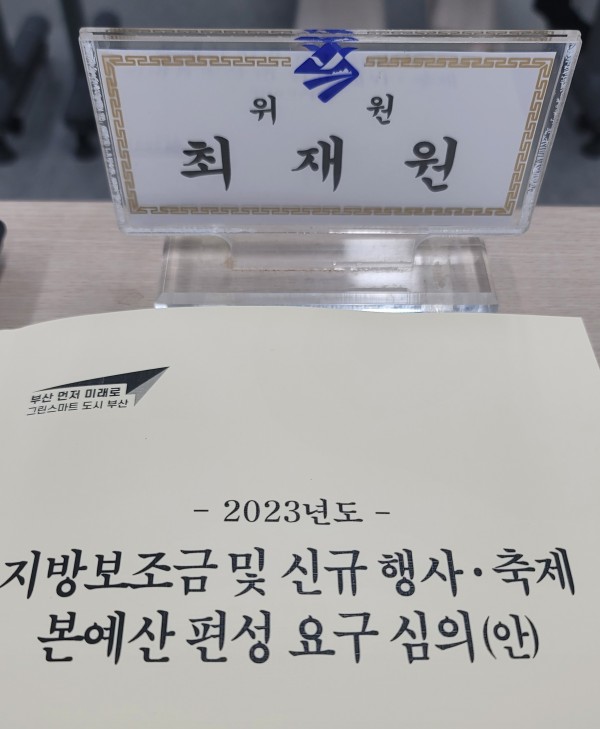 위 원
최 재 원
부산 먼저 미래로
그린스마트 도시 부산
- 2023년도 -
지방보조금 및 신규 행사·축제
본예산 편성 요구 심의(안)